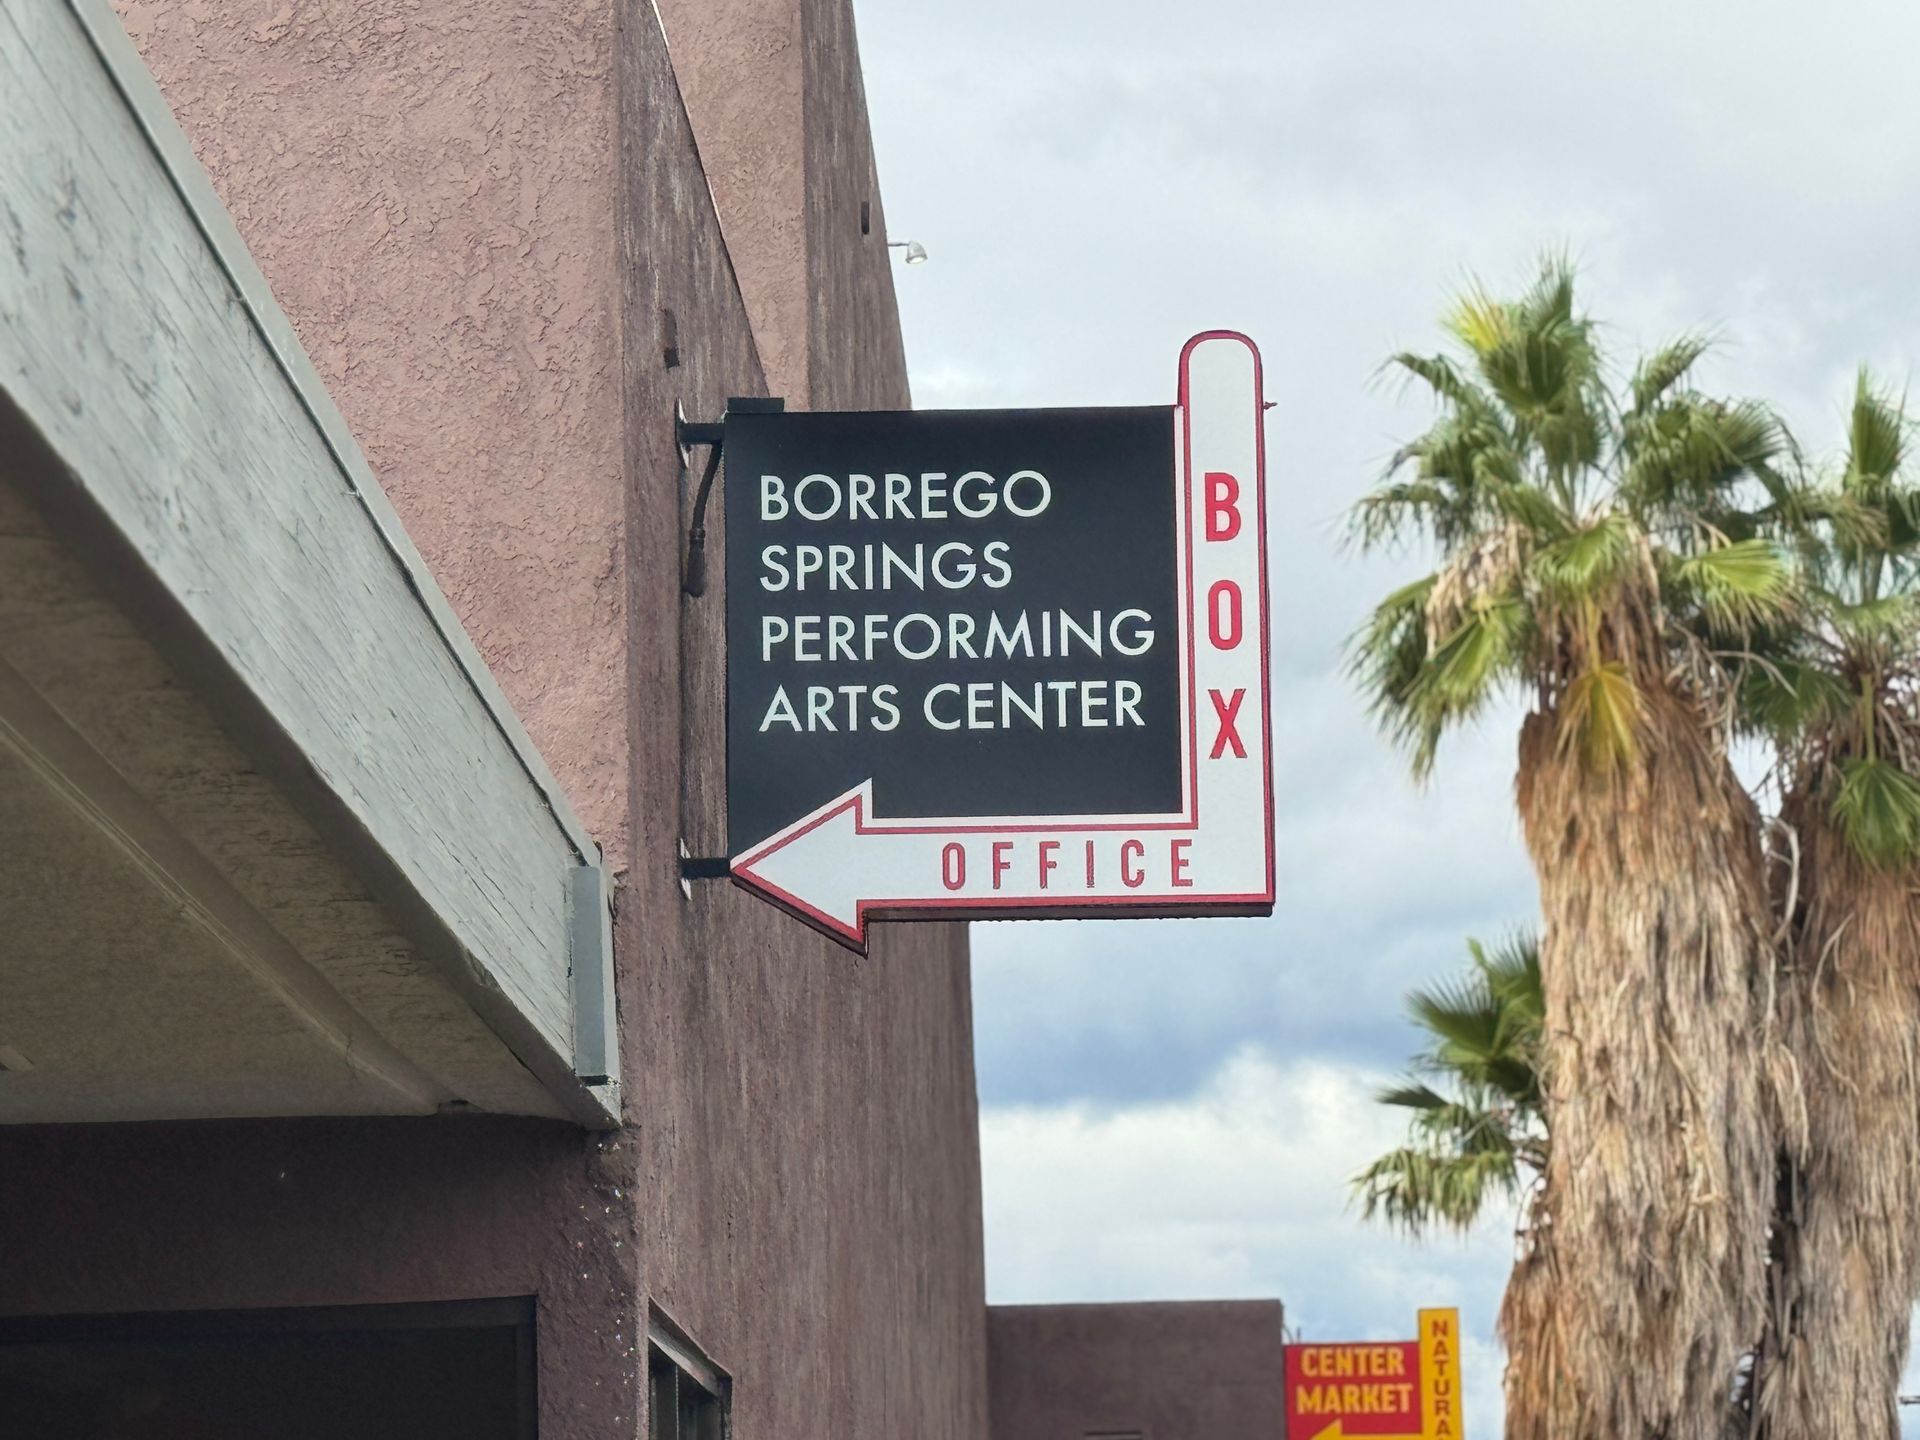 BORREGO
SPRINGS
PERFORMING
ARTS CENTER
BOX
OFFICE
CENTER
MARKET